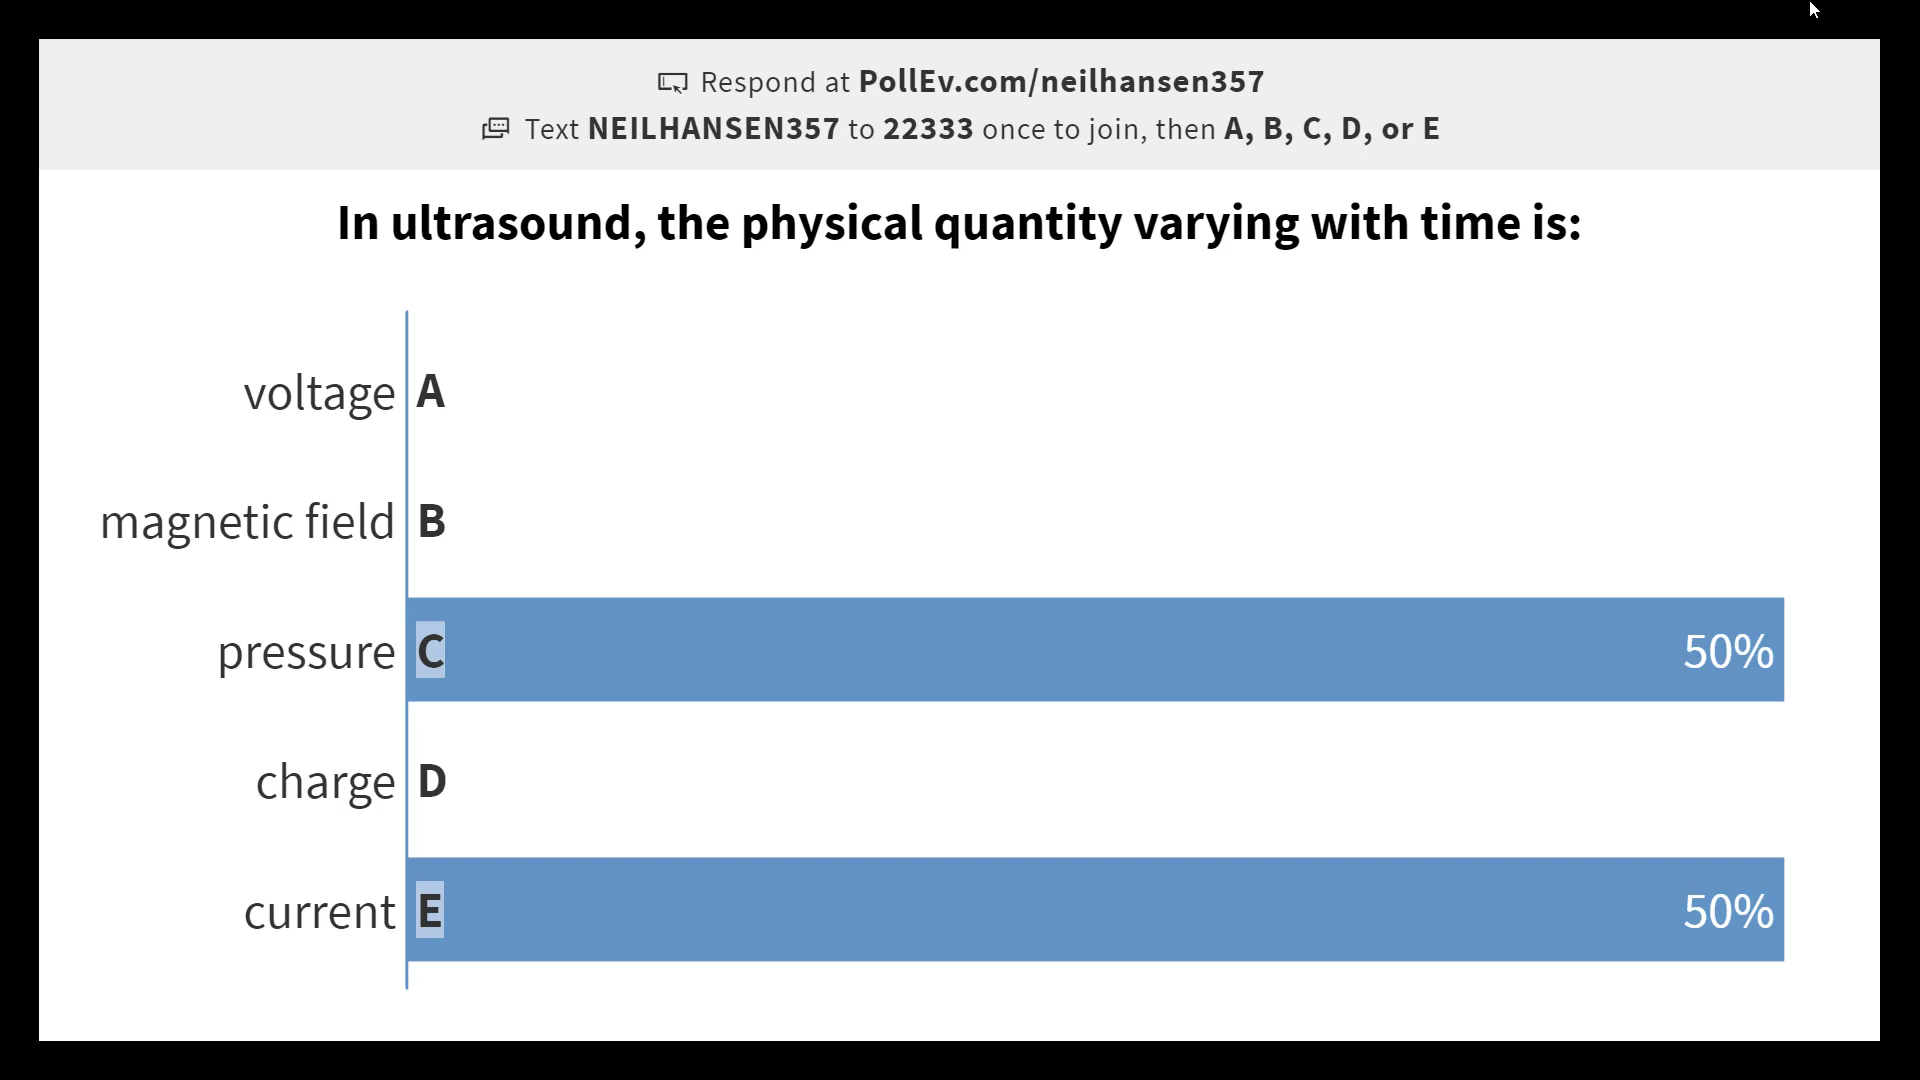 Respond at PollEv.com/neilhansen357
Text NEILHANSEN357 to 22333 once to join, then A, B, C, D, or E
In ultrasound, the physical quantity varying with time is:
voltage A
magnetic field B
pressure C 50%
charge D
current E 50%